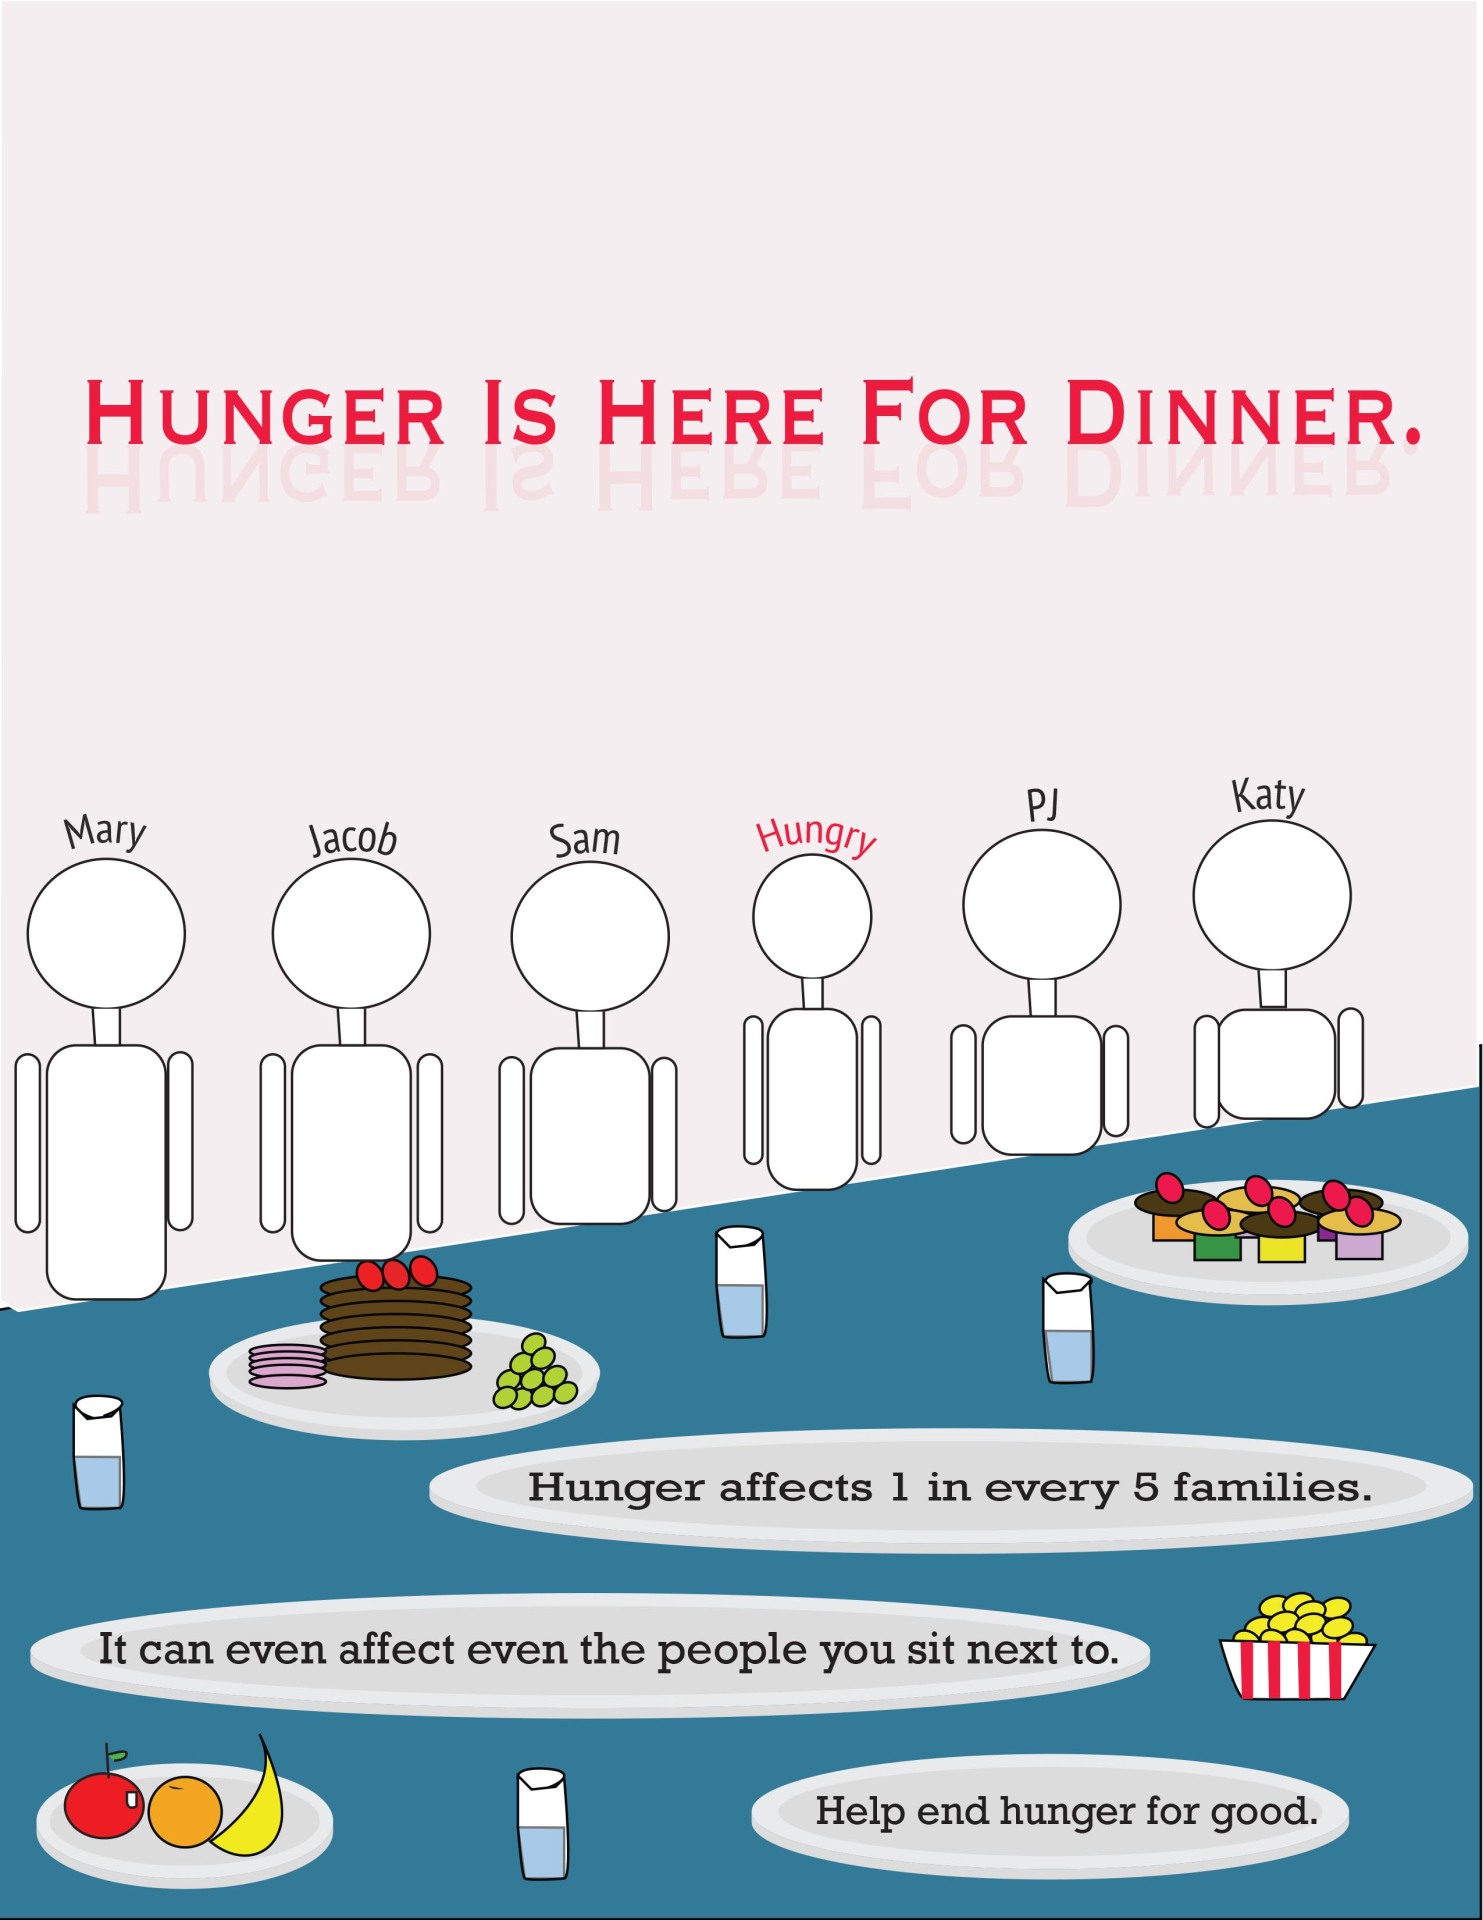 Hunger Is Here For Dinner.
Mary
Jacob
Sam
Hungry
PJ
Katy
Hunger affects 1 in every 5 families.
It can even affect even the people you sit next to.
Help end hunger for good.